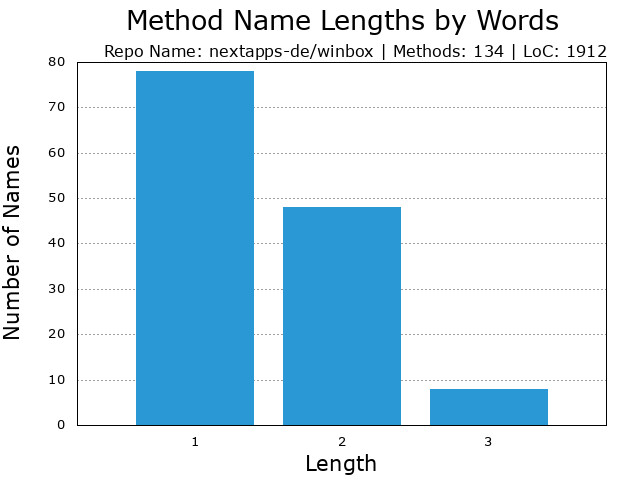 Method Name Lengths by Words
Repo Name: nextapps-de/winbox | Methods: 134 | LoC: 1912
80
70
60
50
40
30
20
10
0
Number of Names
1 2 3
Length